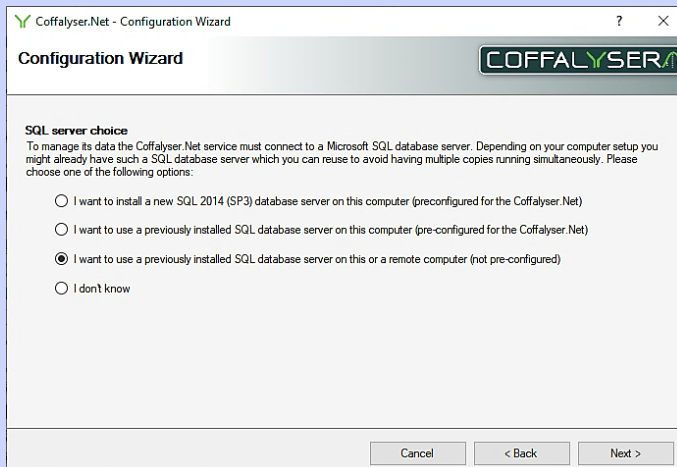 Coffalyser.Net - Configuration Wizard
Configuration Wizard
COFFALYSER
SQL server choice
To manage its data the Coffalyser.Net service must connect to a Microsoft SQL database server. Depending on your computer setup you
might already have such a SQL database server which you can reuse to avoid having multiple copies running simultaneously. Please
choose one of the following options:
I want to install a new SQL 2014 (SP3) database server on this computer (preconfigured for the Coffalyser.Net)
I want to use a previously installed SQL database server on this computer (pre-configured for the Coffalyser.Net)
I want to use a previously installed SQL database server on this or a remote computer (not pre-configured)
I don't know
Cancel
< Back
Next >